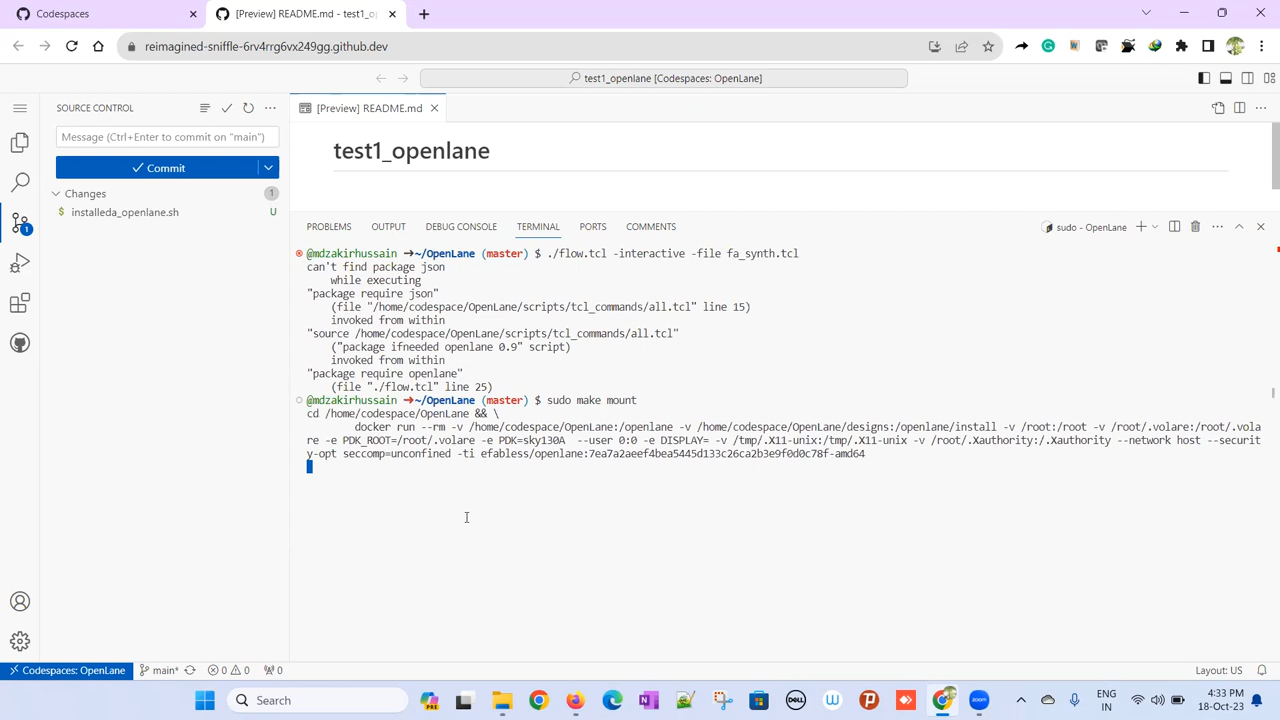 Codespaces
[Preview] README.md - test1_o
reimagined-sniffle-6rv4rrg6vx249gg.github.dev
test1_openlane [Codespaces: OpenLane]
SOURCE CONTROL
[Preview] README.md
Message (Ctrl+Enter to commit on "main")
Commit
Changes
1
$ installeda_openlane.sh
U
1
test1_openlane
PROBLEMS
OUTPUT
DEBUG CONSOLE
TERMINAL
PORTS
COMMENTS
sudo - OpenLane
@mdzakirhussain ➜~/OpenLane (master) $ ./flow.tcl -interactive -file fa_synth.tcl
can't find package json
while executing
"package require json"
(file "/home/codespace/OpenLane/scripts/tcl_commands/all.tcl" line 15)
invoked from within
"source /home/codespace/OpenLane/scripts/tcl_commands/all.tcl"
("package ifneeded openlane 0.9" script)
invoked from within
"package require openlane"
(file "./flow.tcl" line 25)
@mdzakirhussain ➜~/OpenLane (master) $ sudo make mount
cd /home/codespace/OpenLane && \
docker run --rm -v /home/codespace/OpenLane:/openlane -v /home/codespace/OpenLane/designs:/openlane/install -v /root:/root -v /root/.volare:/root/.vola
re -e PDK_ROOT=/root/.volare -e PDK=sky130A --user 0:0 -e DISPLAY= -v /tmp/.X11-unix:/tmp/.X11-unix -v /root/.Xauthority:/.Xauthority --network host --securit
y-opt seccomp=unconfined -ti efabless/openlane:7ea7a2aeef4bea5445d133c26ca2b3e9f0d0c78f-amd64
Codespaces: OpenLane
main*
0
0
0
Layout: US
Search
PRE
DELL
ENG
IN
4:33 PM
18-Oct-23